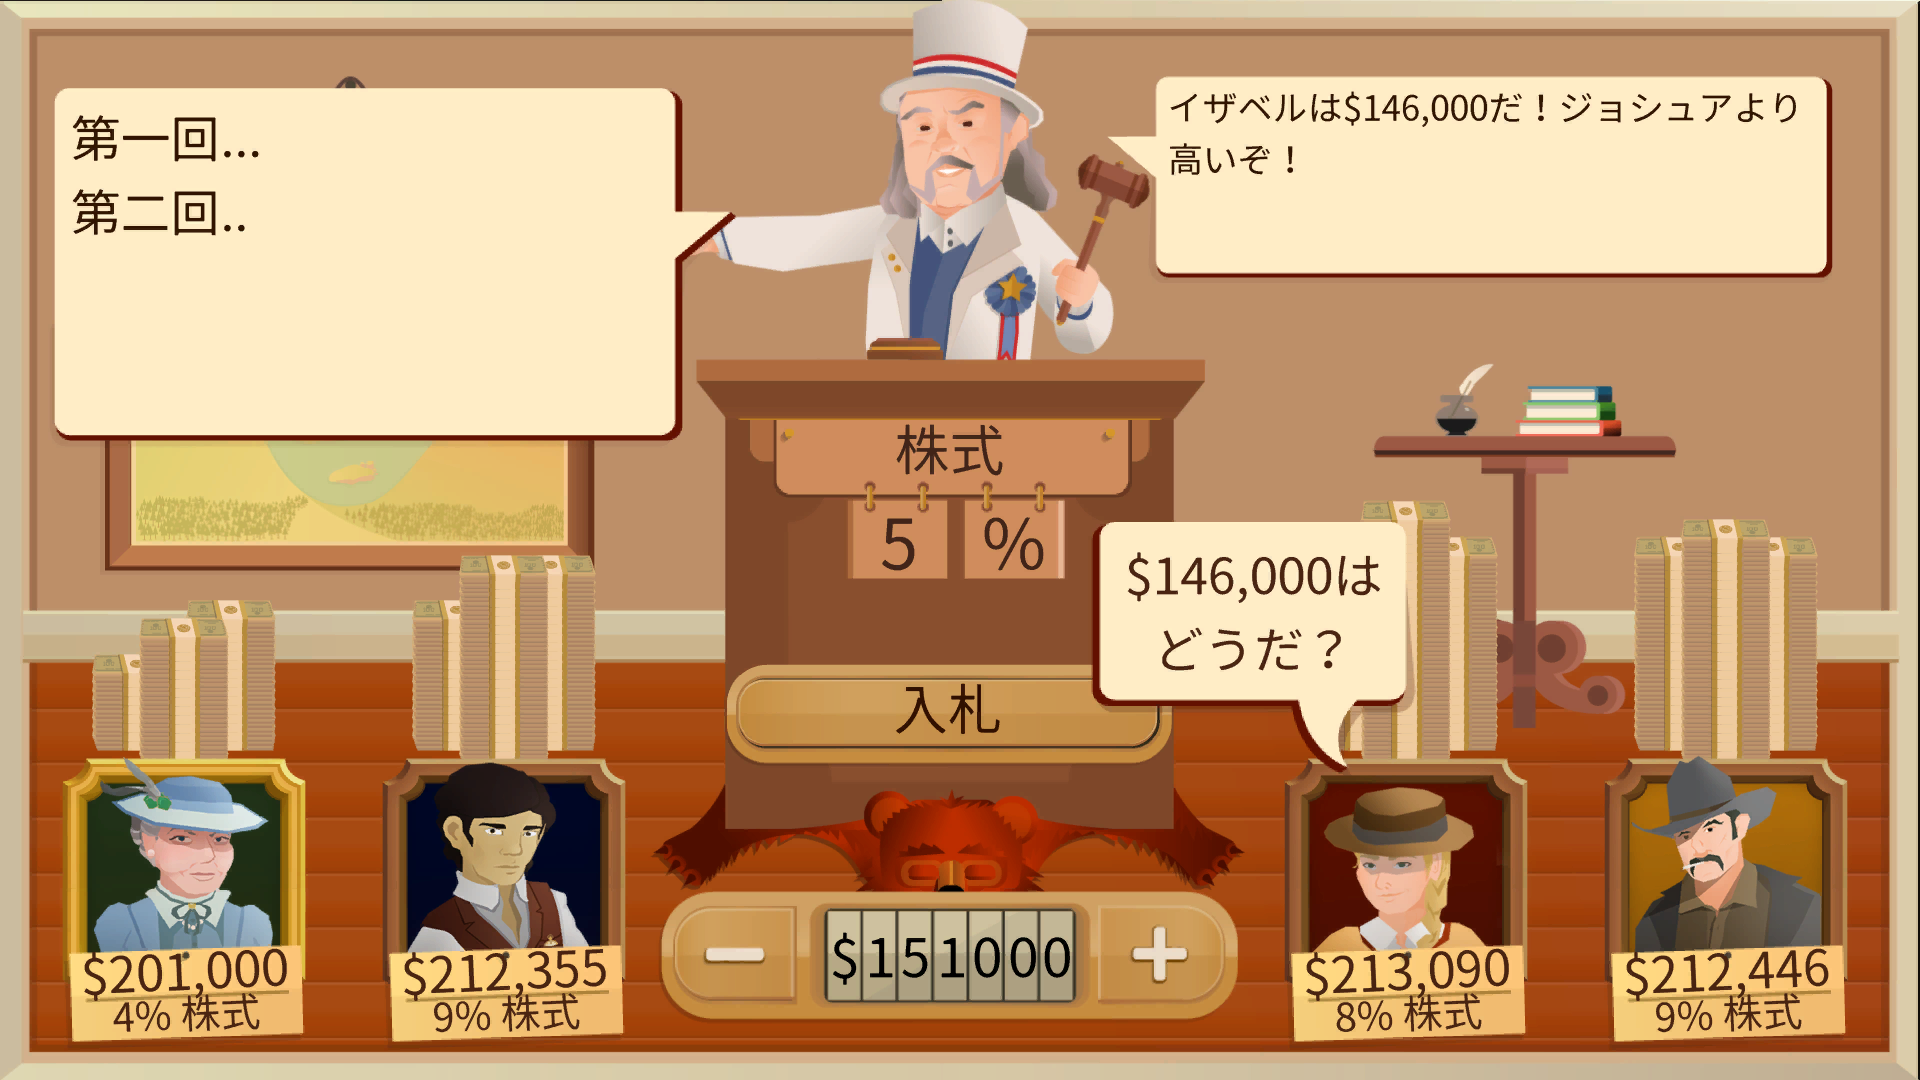 第一回...
第二回..
イザベルは$146,000だ！ジョシュアより
高いぞ！
株式
5 %
$146,000は
どうだ？
入札
$201,000
4% 株式
$212,355
9% 株式
$151000
$213,090
8% 株式
$212,446
9% 株式